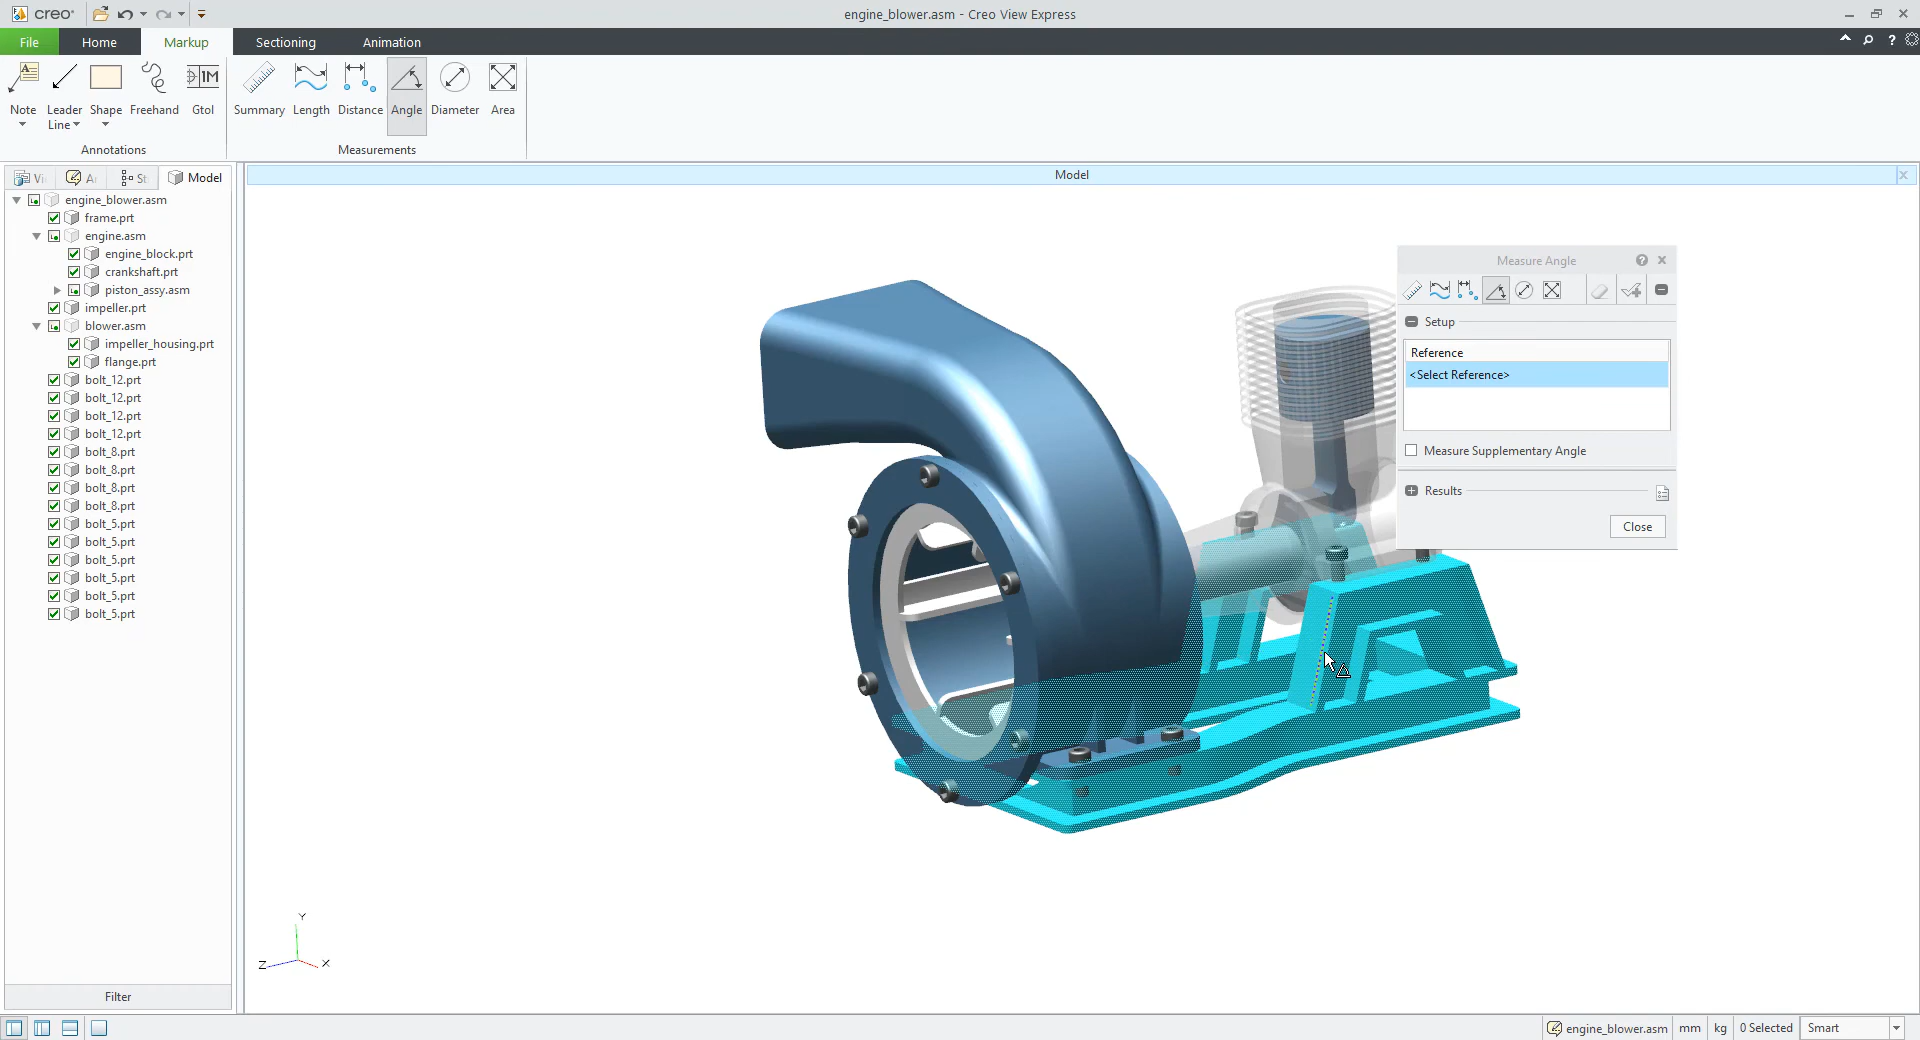 creo
engine_blower.asm - Creo View Express
File
Home
Markup
Sectioning
Animation
Note
Leader
Line
Shape
Freehand
1M
Gtol
Annotations
Summary
Length
Distance
Angle
Diameter
Area
Measurements
Vi
A
St
Model
engine_blower.asm
frame.prt
engine.asm
engine_block.prt
crankshaft.prt
piston_assy.asm
impeller.prt
blower.asm
impeller_housing.prt
flange.prt
bolt_12.prt
bolt_12.prt
bolt_12.prt
bolt_12.prt
bolt_8.prt
bolt_8.prt
bolt_8.prt
bolt_8.prt
bolt_5.prt
bolt_5.prt
bolt_5.prt
bolt_5.prt
bolt_5.prt
bolt_5.prt
Filter
Model
Measure Angle
Setup
Reference
<Select Reference>
Measure Supplementary Angle
Results
Close
Y
Z
X
engine_blower.asm
mm
kg
0 Selected
Smart